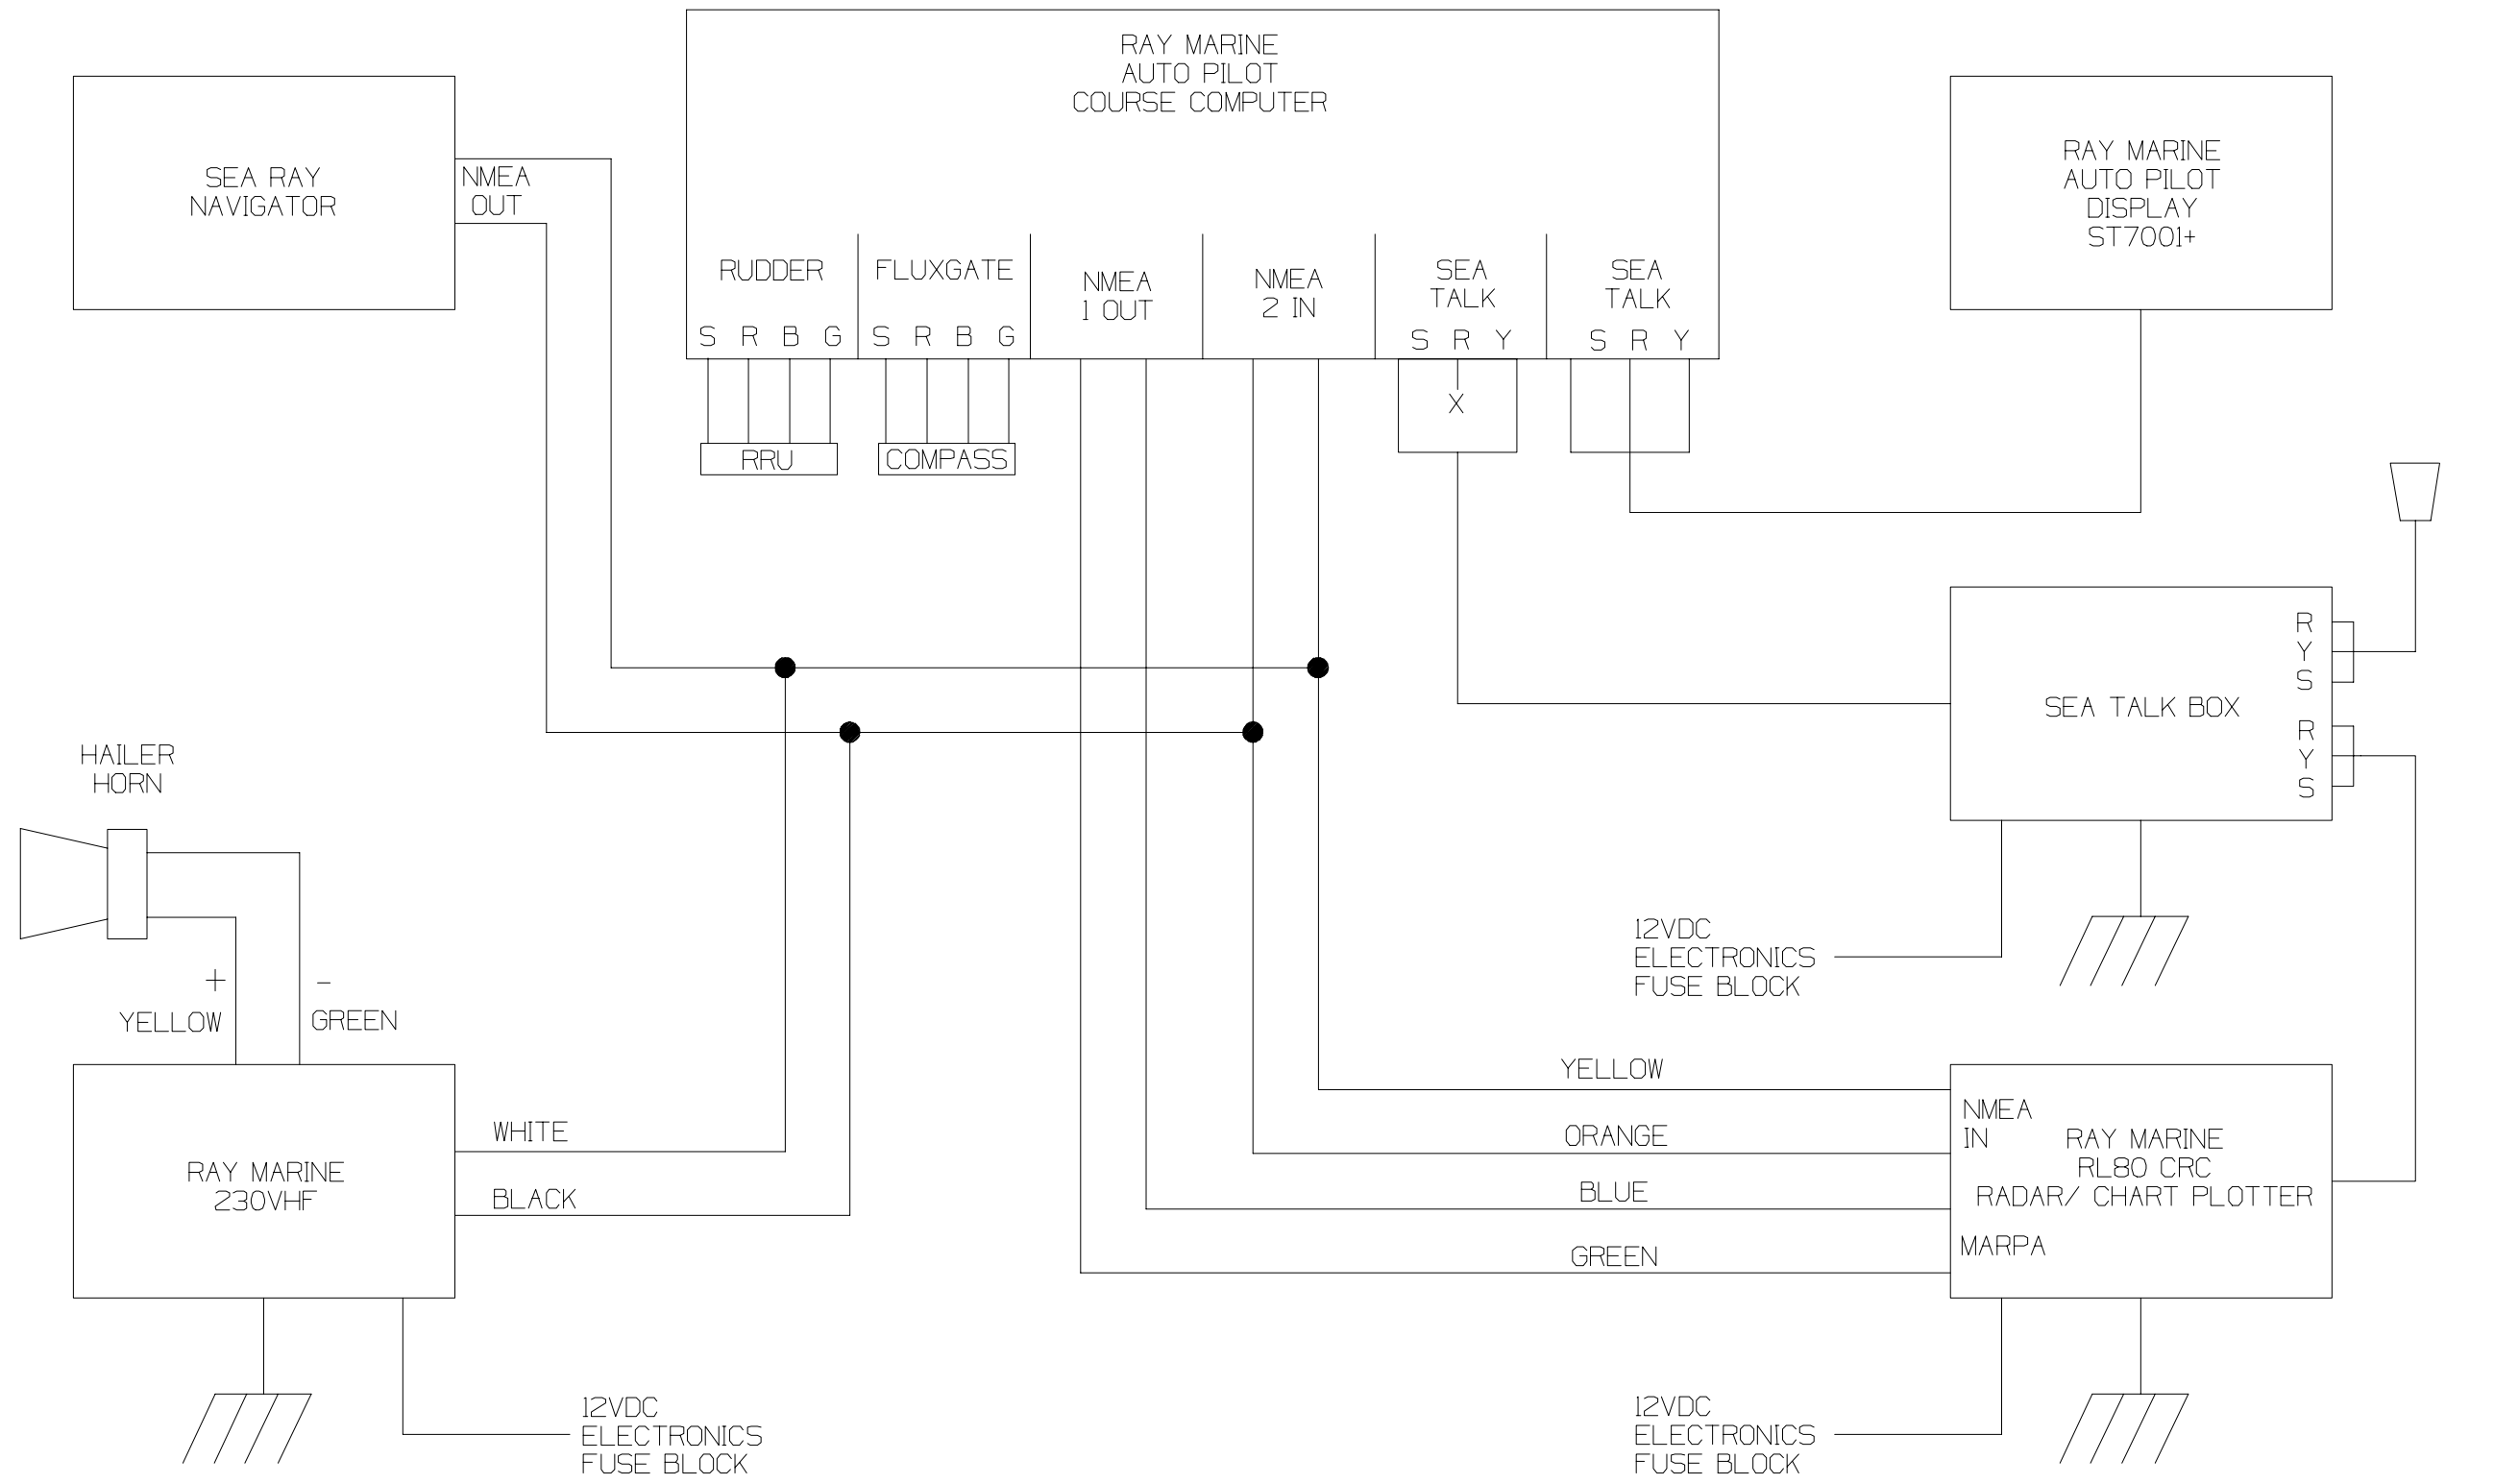 RAY MARINE
AUTO PILOT
COURSE COMPUTER
SEA RAY
NAVIGATOR
NMEA
OUT
RAY MARINE
AUTO PILOT
DISPLAY
ST7001+
RUDDER
S R B G
FLUXGATE
S R B G
NMEA
1 OUT
NMEA
2 IN
SEA
TALK
S R Y
SEA
TALK
S R Y
X
RRU
COMPASS
R
Y
S
SEA TALK BOX
R
Y
S
HAILER
HORN
+
-
YELLOW
GREEN
12VDC
ELECTRONICS
FUSE BLOCK
RAY MARINE
230VHF
WHITE
BLACK
YELLOW
ORANGE
BLUE
GREEN
NMEA
IN
RAY MARINE
RL80 CRC
RADAR/ CHART PLOTTER
MARPA
12VDC
ELECTRONICS
FUSE BLOCK
12VDC
ELECTRONICS
FUSE BLOCK